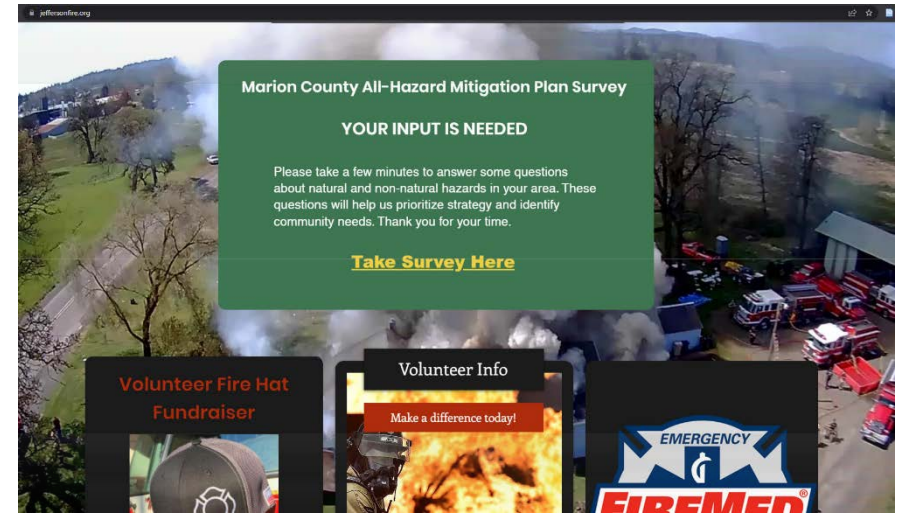 jeffersonfire.org
Marion County All-Hazard Mitigation Plan Survey
YOUR INPUT IS NEEDED
Please take a few minutes to answer some questions
about natural and non-natural hazards in your area. These
questions will help us prioritize strategy and identify
community needs. Thank you for your time.
Take Survey Here
Volunteer Fire Hat
Fundraiser
Volunteer Info
Make a difference today!
EMERGENCY
FIREMED®